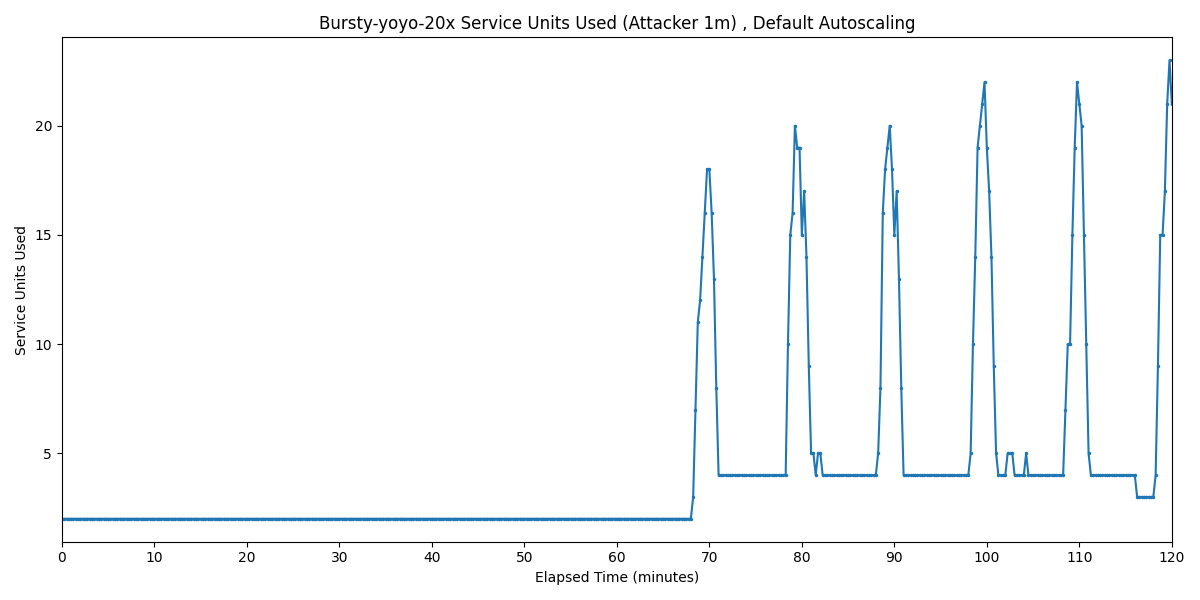 Bursty-yoyo-20x Service Units Used (Attacker 1m) , Default Autoscaling
Service Units Used
20
15
10
5
0 10 20 30 40 50 60 70 80 90 100 110 120
Elapsed Time (minutes)